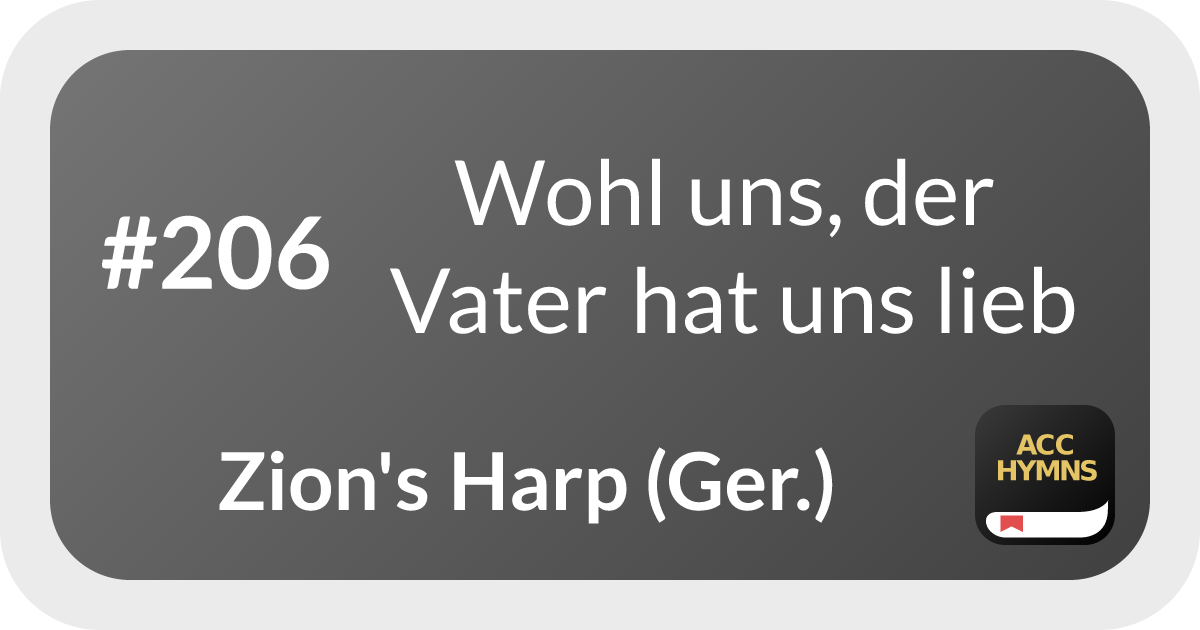 #206
Wohl uns, der
Vater hat uns lieb
Zion's Harp (Ger.)
ACC
HYMNS